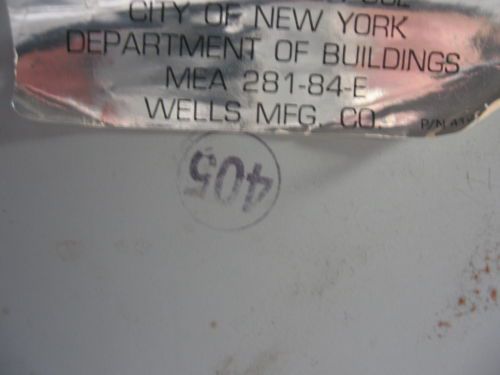 CITY OF NEW YORK
DEPARTMENT OF BUILDINGS
MEA 281-84-E
WELLS MFG. CO.
P/N
405